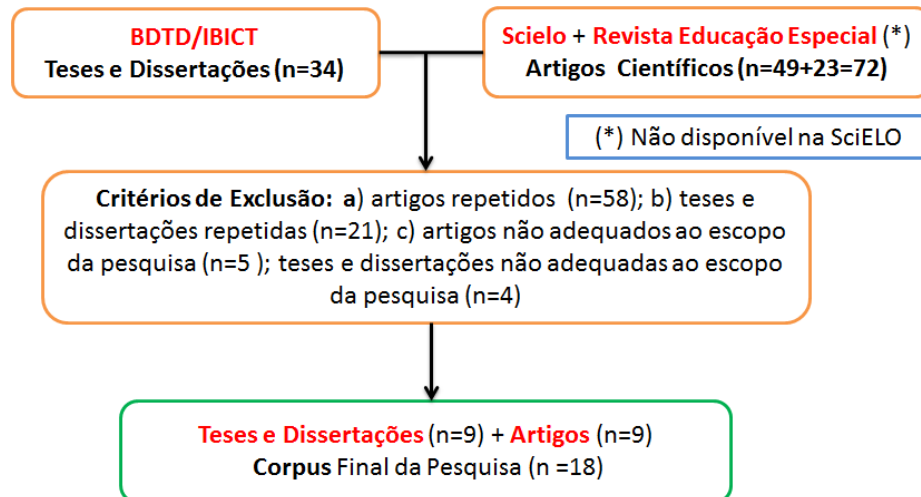 BDTD/IBICT
Teses e Dissertações (n=34)
Scielo + Revista Educação Especial (*)
Artigos Científicos (n=49+23=72)
(*) Não disponível na SciELO
Critérios de Exclusão: a) artigos repetidos (n=58); b) teses e
dissertações repetidas (n=21); c) artigos não adequados ao escopo
da pesquisa (n=5 ); teses e dissertações não adequadas ao escopo
da pesquisa (n=4)
Teses e Dissertações (n=9) + Artigos (n=9)
Corpus Final da Pesquisa (n =18)